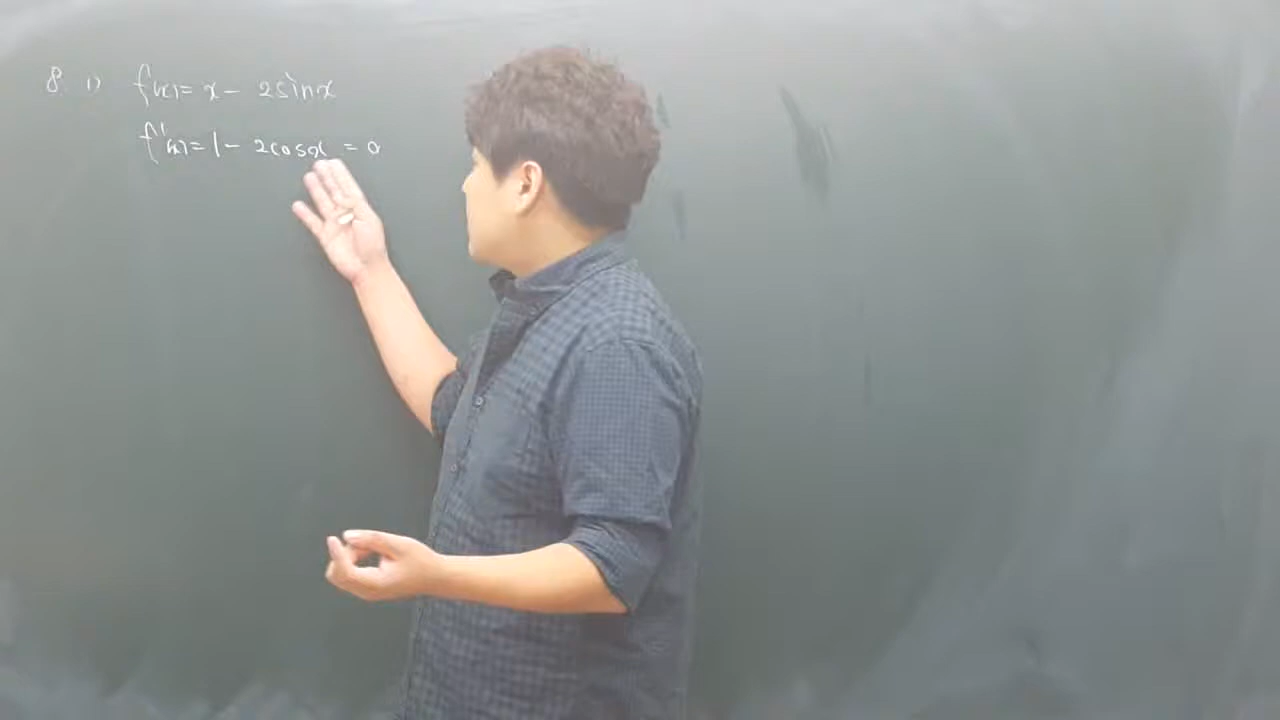 8. 1) f(x)= x - 2sinx
f'(x)= 1 - 2cosx = 0